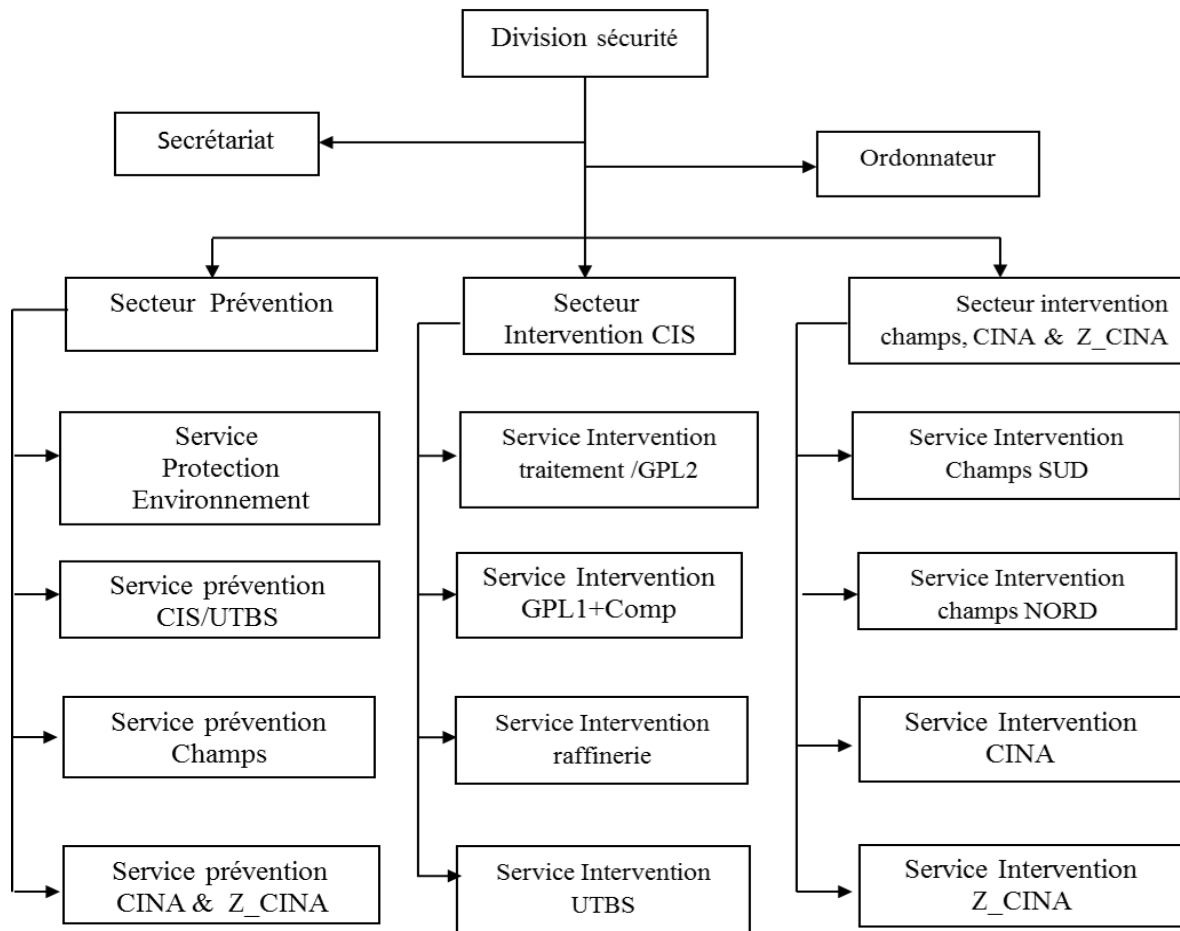 Division sécurité
Secrétariat
Ordonnateur
Secteur Prévention
Secteur
Intervention CIS
Secteur intervention
champs, CINA & Z_CINA
Service
Protection
Environnement
Service Intervention
traitement /GPL2
Service Intervention
Champs SUD
Service prévention
CIS/UTBS
Service Intervention
GPL1+Comp
Service Intervention
champs NORD
Service prévention
Champs
Service Intervention
raffinerie
Service Intervention
CINA
Service prévention
CINA & Z_CINA
Service Intervention
UTBS
Service Intervention
Z_CINA